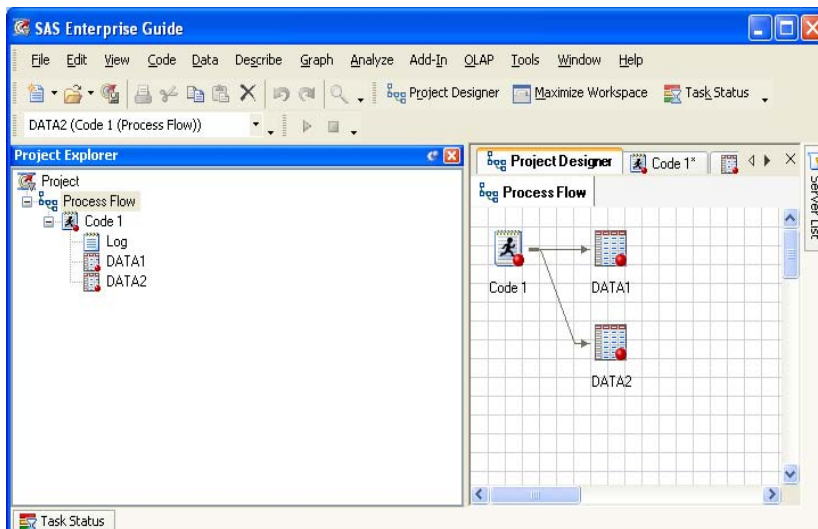 SAS Enterprise Guide
File Edit View Code Data Describe Graph Analyze Add-In OLAP Tools Window Help
Project Designer Maximize Workspace Task Status
DATA2 (Code 1 (Process Flow))
Project Explorer
Project
Process Flow
Code 1
Log
DATA1
DATA2
Project Designer Code 1*
Process Flow
Code 1 DATA1
DATA2
Server List
Task Status